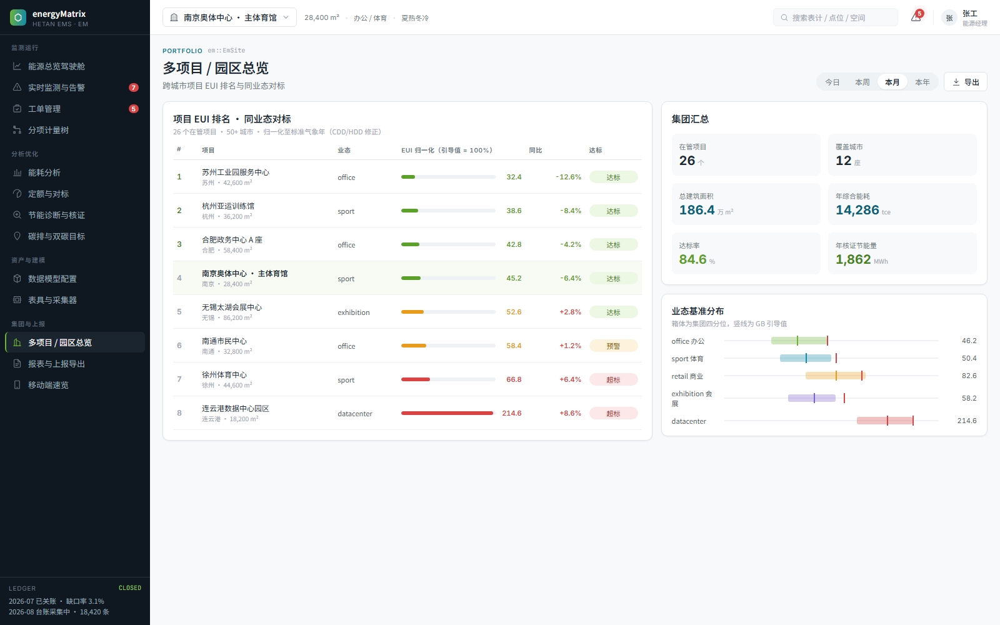 energyMatrix
HETAN EMS · EM
监测运行
能源总览驾驶舱
实时监测与告警 7
工单管理 5
分项计量树
分析优化
能耗分析
定额与对标
节能诊断与核证
碳排与双碳目标
资产与建模
数据模型配置
表具与采集器
集团与上报
多项目 / 园区总览
报表与上报导出
移动端速览
LEDGER CLOSED
2026-07 已关账 · 缺口率 3.1%
2026-08 台账采集中 · 18,420 条
南京奥体中心 · 主体育馆 28,400 m² · 办公 / 体育 · 夏热冬冷
搜索表计 / 点位 / 空间
5
张
张工
能源经理
PORTFOLIO em::EmSite
多项目 / 园区总览
跨城市项目 EUI 排名与同业态对标
今日 本周 本月 本年 导出
项目 EUI 排名 · 同业态对标
26 个在管项目 · 50+ 城市 · 归一化至标准气象年（CDD/HDD 修正）
# 项目 业态 EUI 归一化（引导值 = 100%） 同比 达标
1 苏州工业园服务中心 office 32.4 -12.6% 达标
苏州 · 42,600 m²
2 杭州亚运训练馆 sport 38.6 -8.4% 达标
杭州 · 36,200 m²
3 合肥政务中心 A 座 office 42.8 -4.2% 达标
合肥 · 58,400 m²
4 南京奥体中心 · 主体育馆 sport 45.2 -6.4% 达标
南京 · 28,400 m²
5 无锡太湖会展中心 exhibition 52.6 +2.8% 达标
无锡 · 86,200 m²
6 南通市民中心 office 58.4 +1.2% 预警
南通 · 32,800 m²
7 徐州体育中心 sport 66.8 +6.4% 超标
徐州 · 44,600 m²
8 连云港数据中心园区 datacenter 214.6 +8.6% 超标
连云港 · 18,200 m²
集团汇总
在管项目
26 个
覆盖城市
12 座
总建筑面积
186.4 万 m²
年综合能耗
14,286 tce
达标率
84.6 %
年核证节能量
1,862 MWh
业态基准分布
箱体为集团四分位，竖线为 GB 引导值
office 办公 46.2
sport 体育 50.4
retail 商业 82.6
exhibition 会
展 58.2
datacenter 214.6